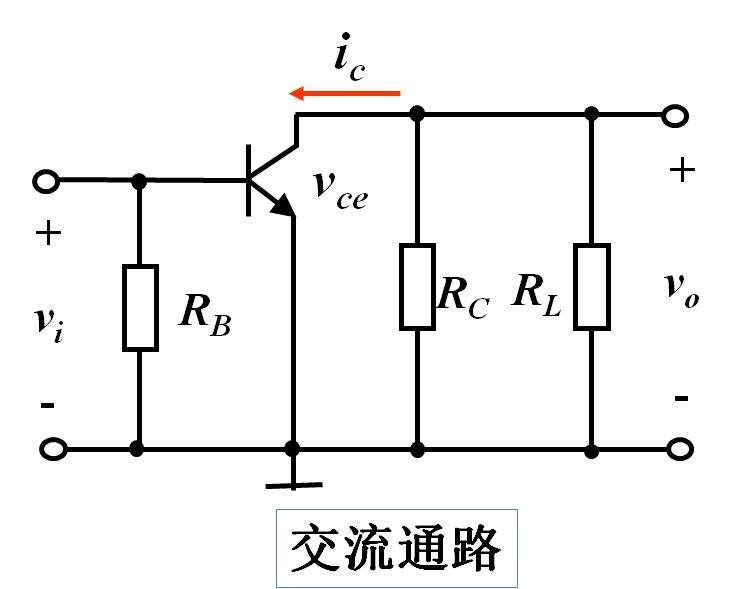 i_c
v_ce
+
+
v_i
R_B
R_C
R_L
v_o
-
-
交流通路